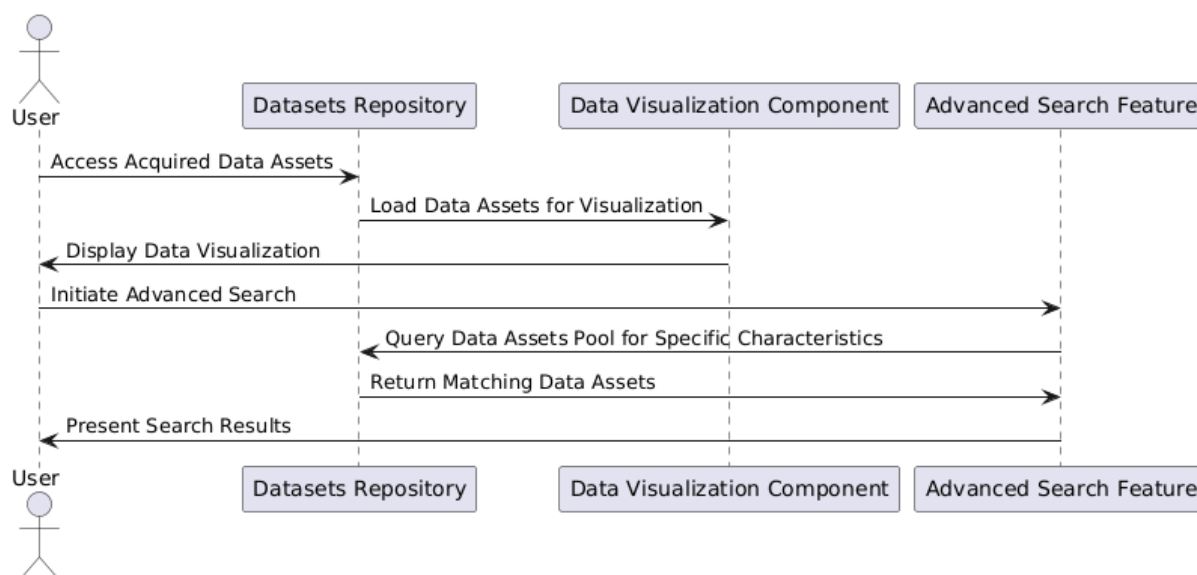 User
Datasets Repository
Data Visualization Component
Advanced Search Feature
Access Acquired Data Assets
Load Data Assets for Visualization
Display Data Visualization
Initiate Advanced Search
Query Data Assets Pool for Specific Characteristics
Return Matching Data Assets
Present Search Results
User
Datasets Repository
Data Visualization Component
Advanced Search Feature